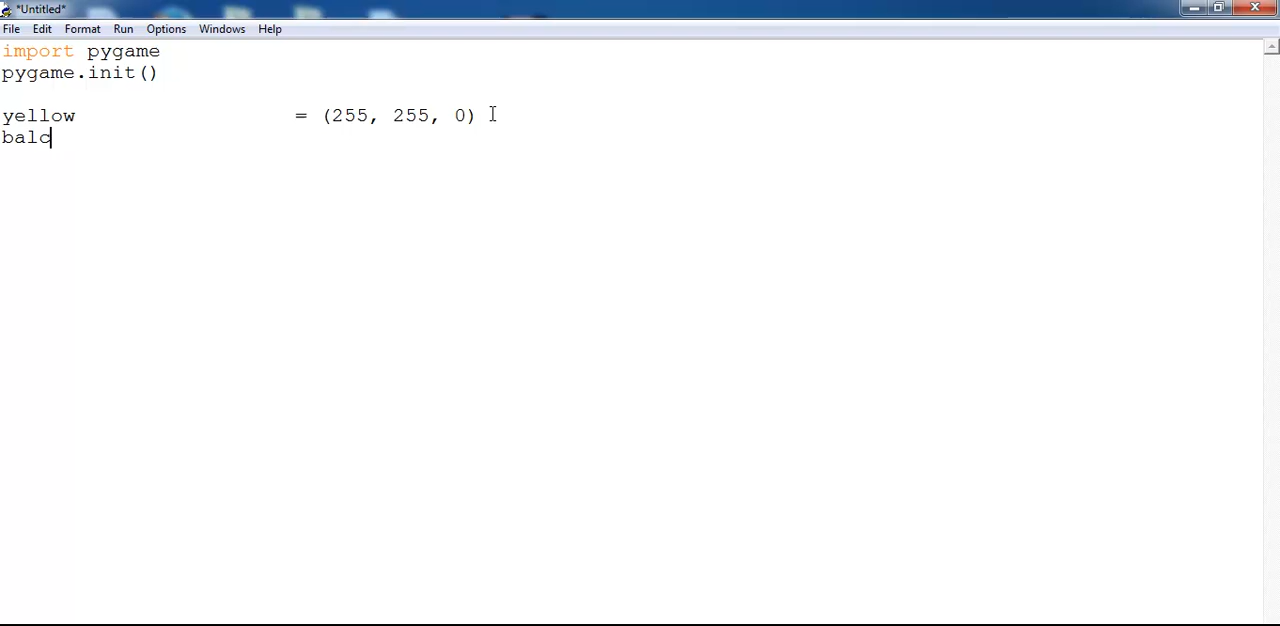 *Untitled*
File Edit Format Run Options Windows Help
import pygame
pygame.init()
yellow = (255, 255, 0)
balc